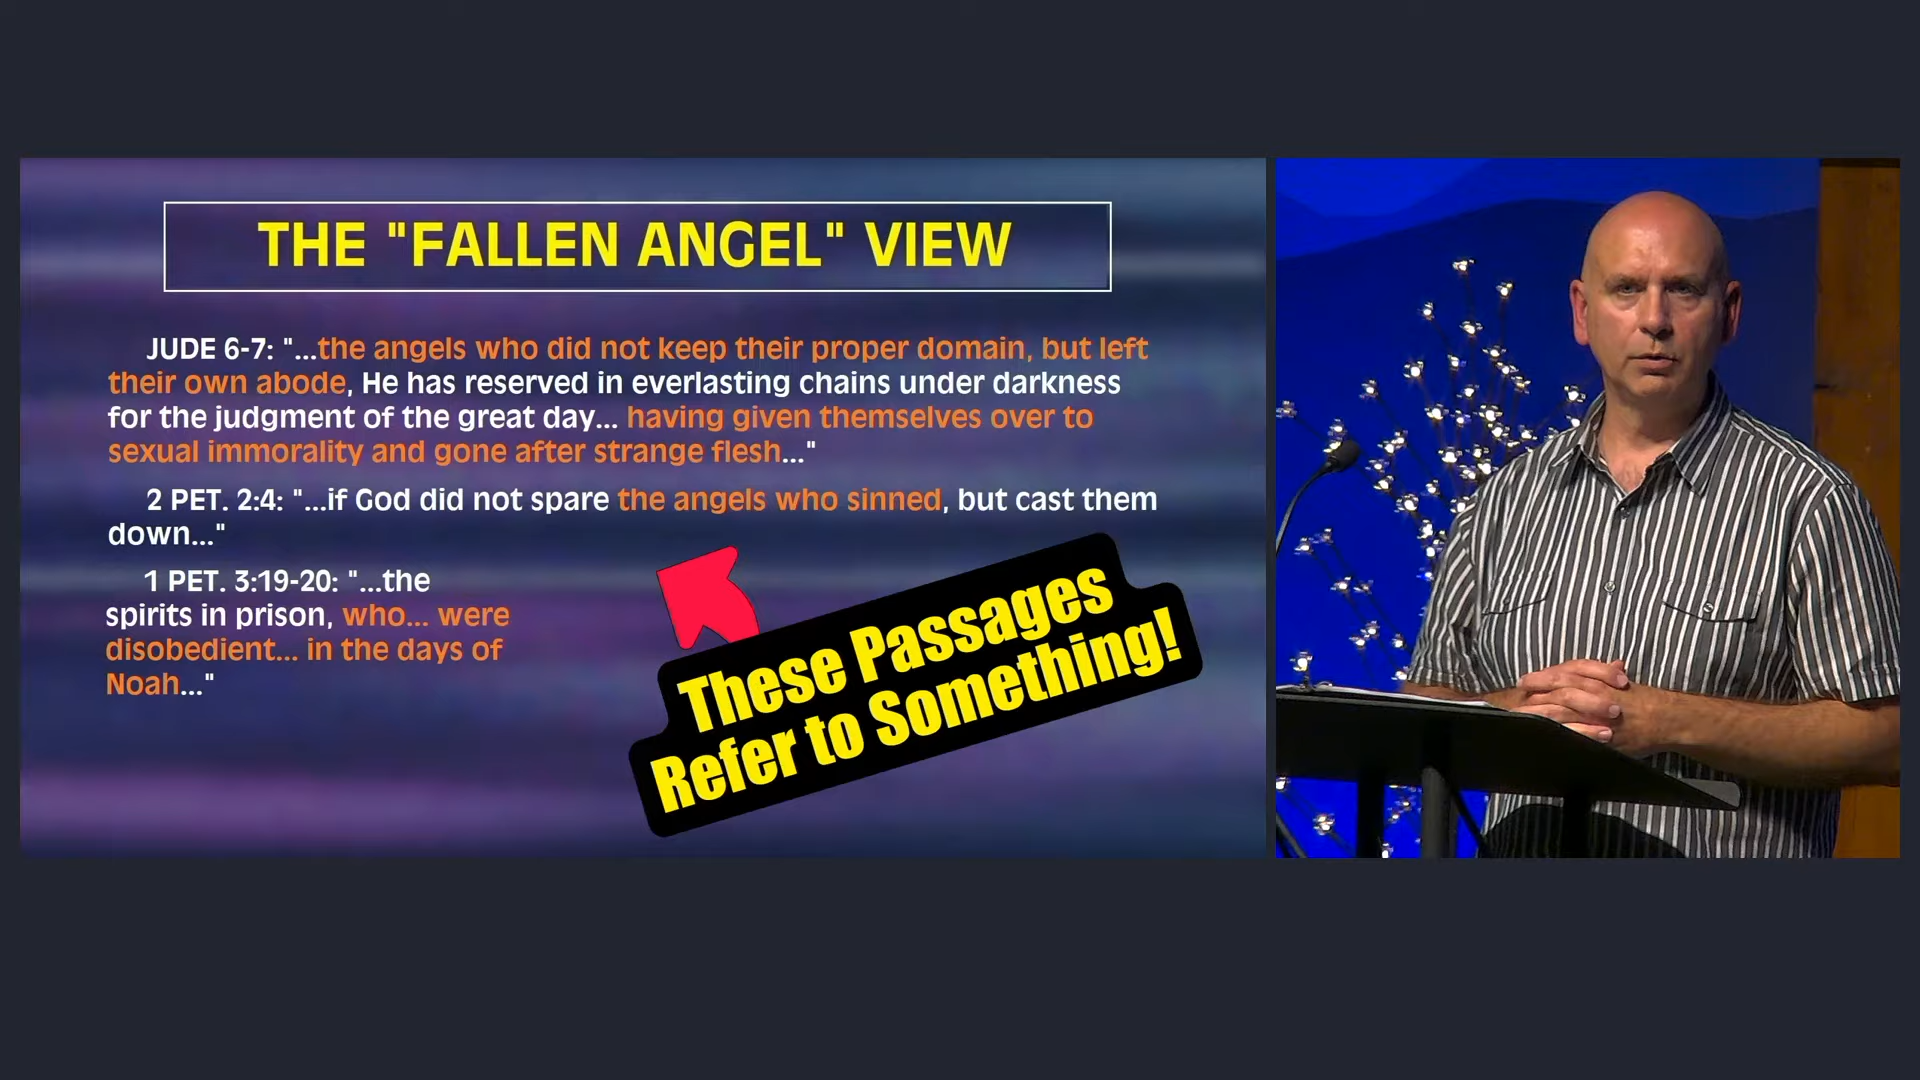 THE "FALLEN ANGEL" VIEW
JUDE 6-7: "...the angels who did not keep their proper domain, but left
their own abode, He has reserved in everlasting chains under darkness
for the judgment of the great day... having given themselves over to
sexual immorality and gone after strange flesh..."
2 PET. 2:4: "...if God did not spare the angels who sinned, but cast them
down..."
1 PET. 3:19-20: "...the
spirits in prison, who... were
disobedient... in the days of
Noah..."
These Passages
Refer to Something!